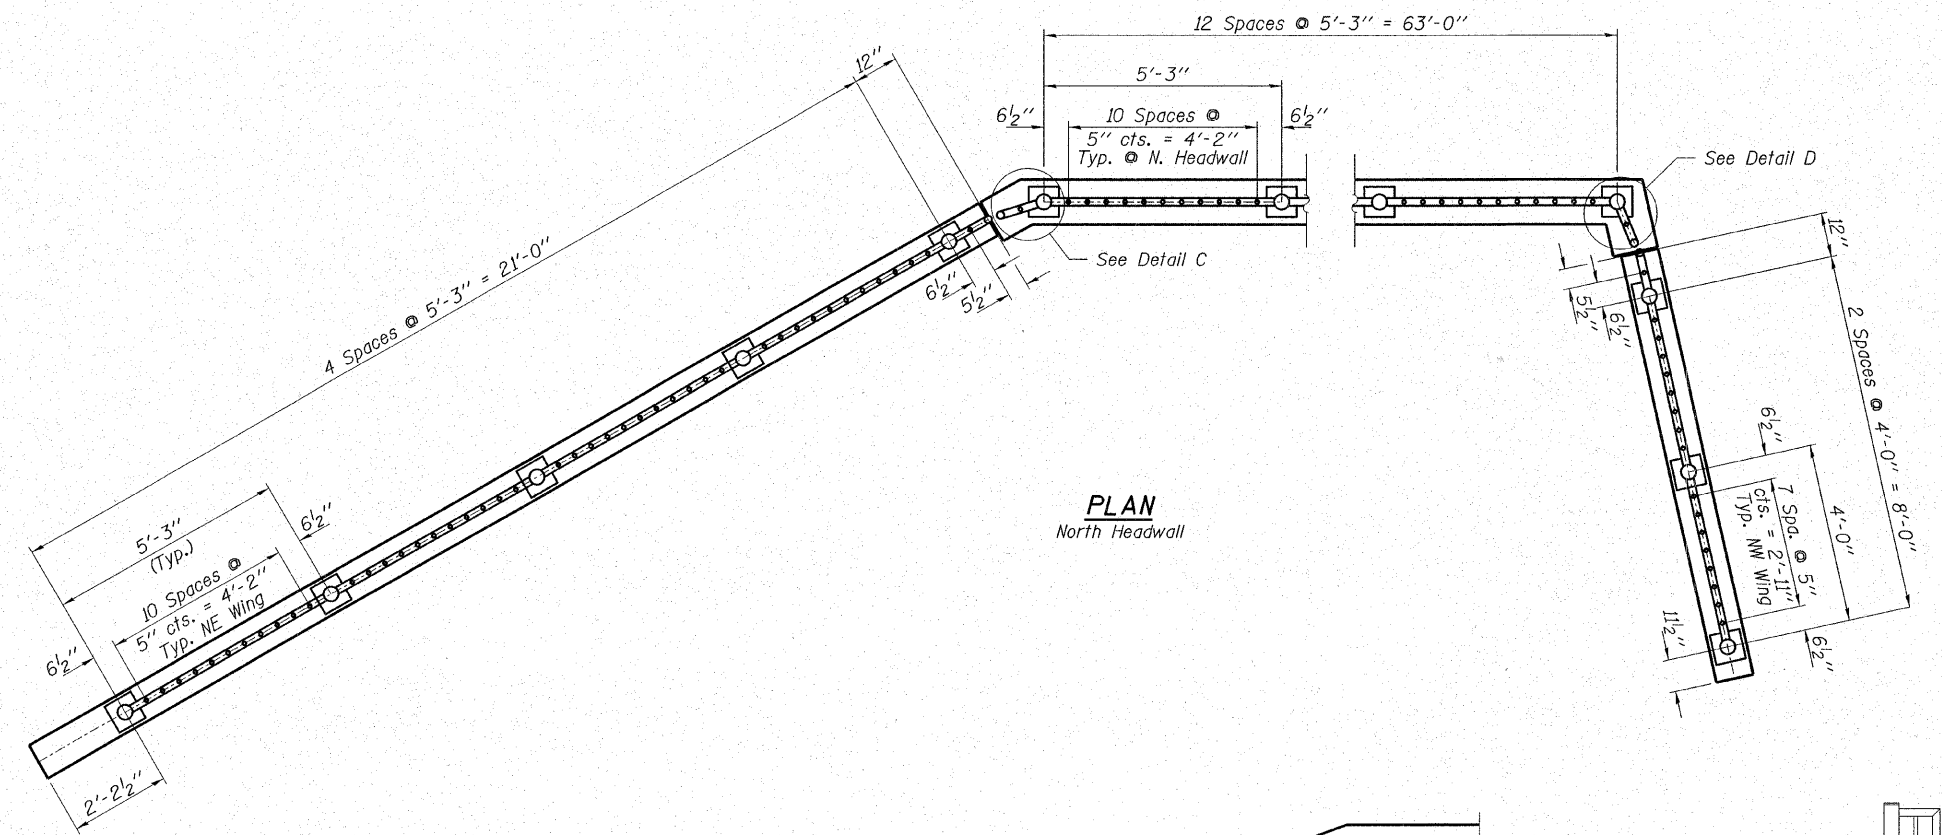 12 Spaces @ 5'-3" = 63'-0"
5'-3"
6½"
10 Spaces @
5" cts. = 4'-2"
Typ. @ N. Headwall
6½"
12"
See Detail D
See Detail C
4 Spaces @ 5'-3" = 21'-0"
6½"
5½"
12"
5½"
6½"
2 Spaces @ 4'-0" = 8'-0"
6½"
7 Spa. @ 5"
cts. = 2'-11"
Typ. NW Wing
4'-0"
11½"
6½"
PLAN
North Headwall
5'-3"
(Typ.)
6½"
10 Spaces @
5" cts. = 4'-2"
Typ. NE Wing
6½"
2'-2½"